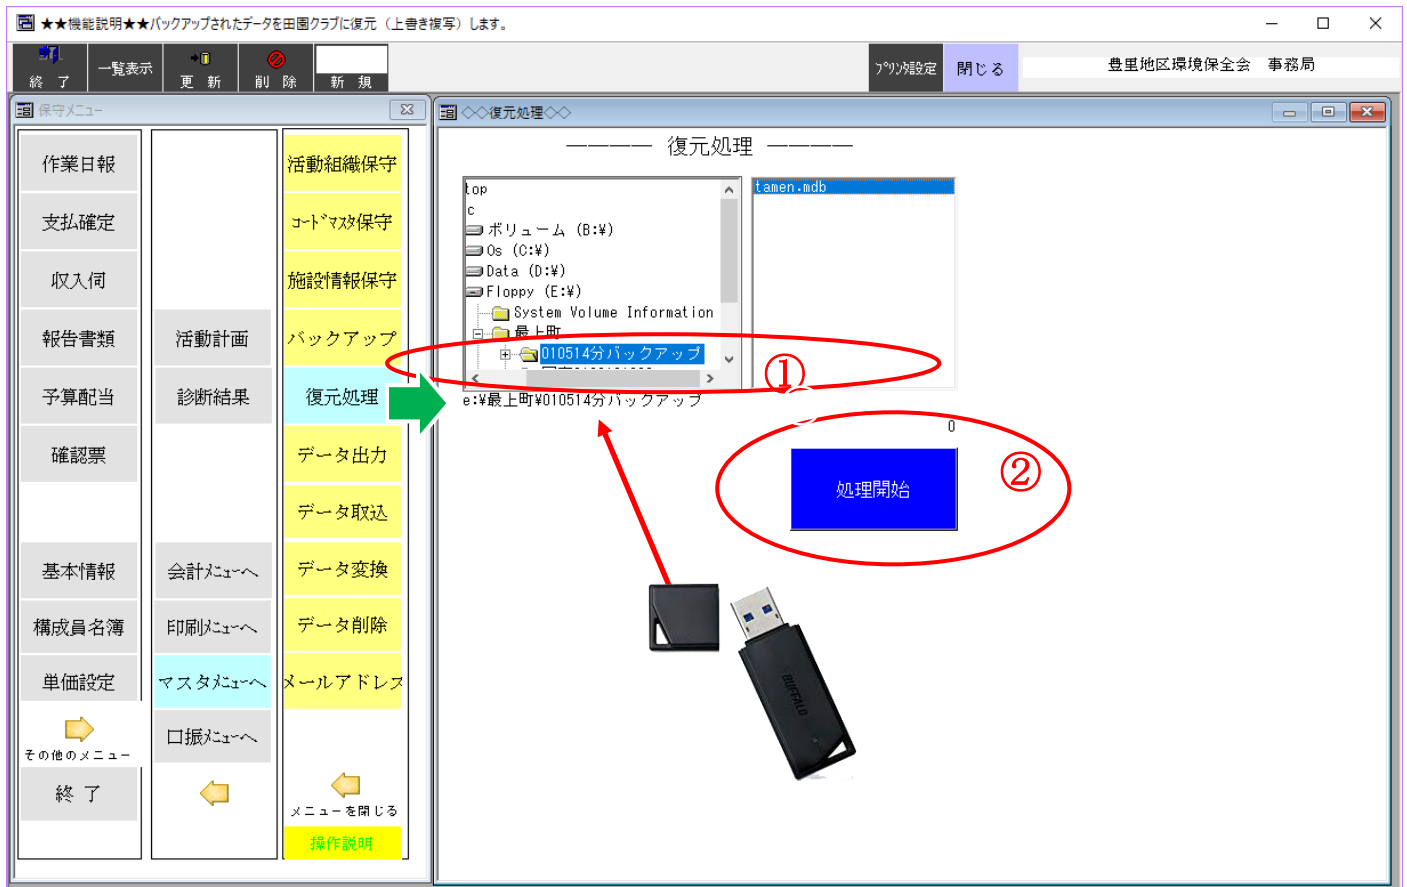 ★★機能説明★★バックアップされたデータを田園クラブに復元（上書き複写）します。
終 了
一覧表示
更 新
削 除
新 規
ﾌﾟﾘﾝﾀ設定
閉じる
豊里地区環境保全会 事務局
保守メニュー
作業日報
支払確定
収入伺
報告書類
予算配当
確認票
基本情報
構成員名簿
単価設定
その他のメニュー
終 了
活動計画
診断結果
会計ﾒﾆｭｰへ
印刷ﾒﾆｭｰへ
マスタﾒﾆｭｰへ
口振ﾒﾆｭｰへ
活動組織保守
ｺｰﾄﾞﾏｽﾀ保守
施設情報保守
バックアップ
復元処理
データ出力
データ取込
データ変換
データ削除
メールアドレス
メニューを閉じる
操作説明
◇◇復元処理◇◇
―――― 復元処理 ――――
top
c
ボリューム (B:¥)
Os (C:¥)
Data (D:¥)
Floppy (E:¥)
System Volume Information
最上町
010514分バックアップ
tamen.mdb
①
e:¥最上町¥010514分バックアップ
0
処理開始
②
BUFFALO